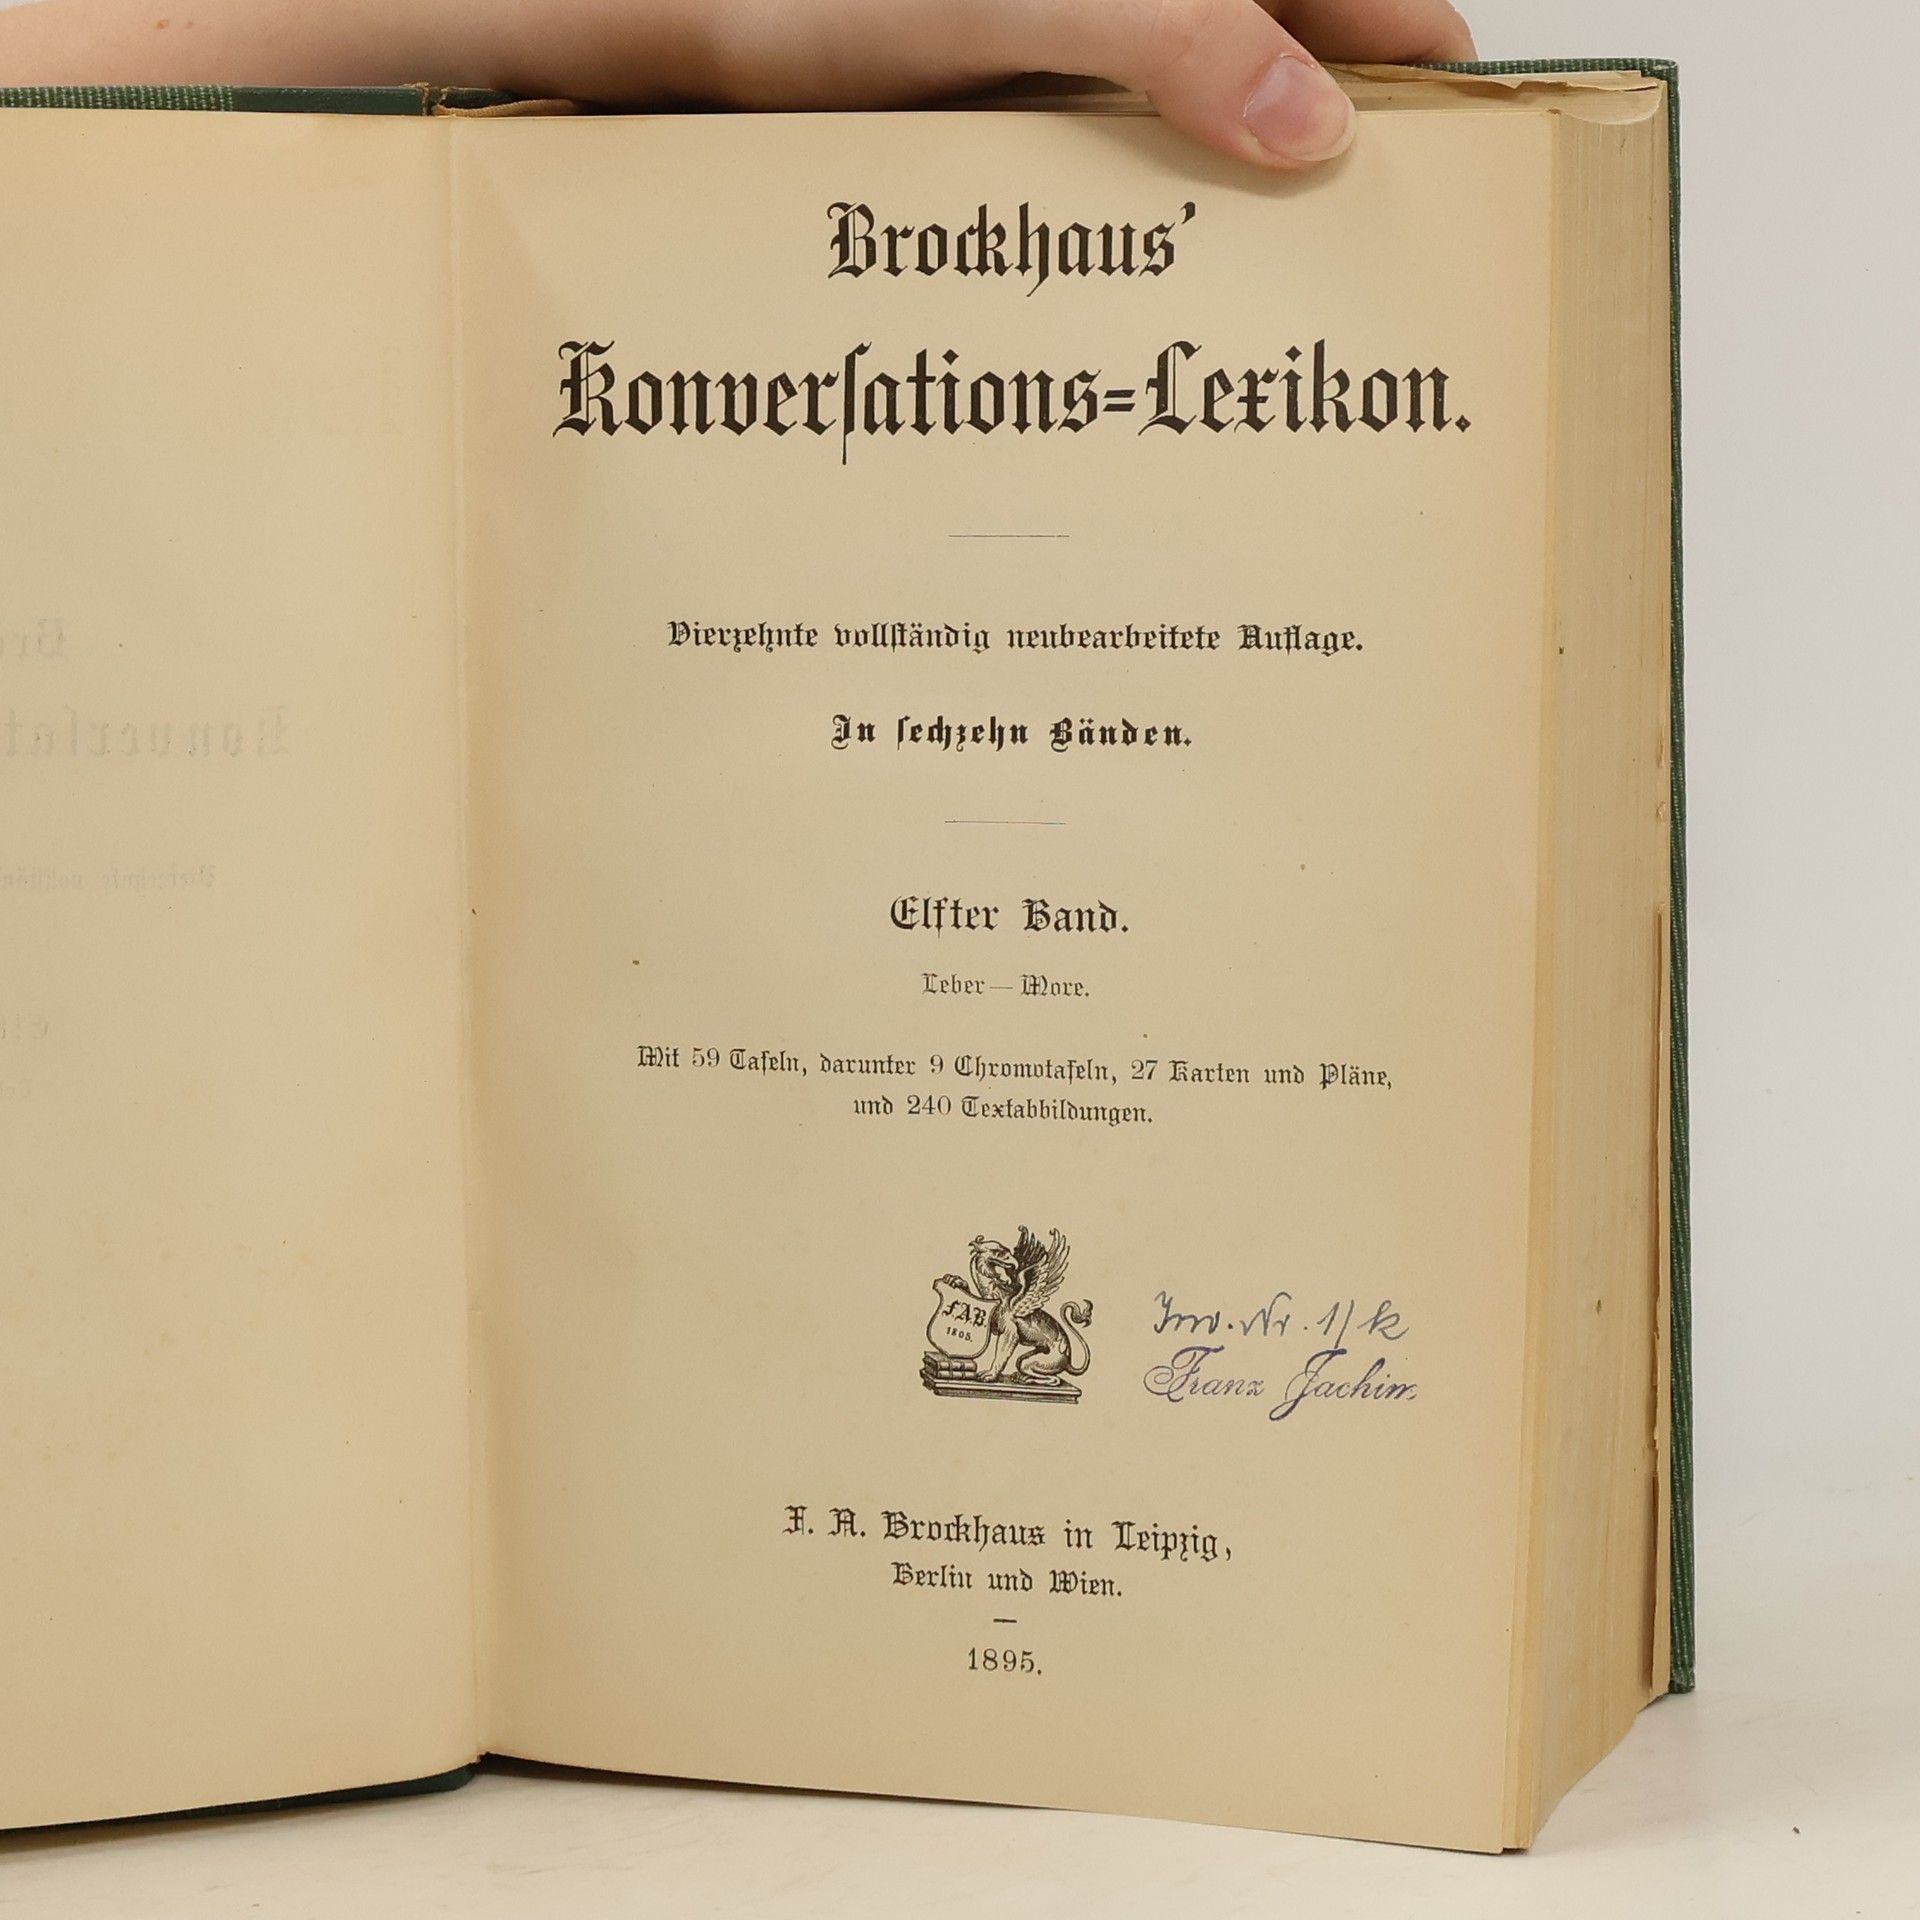 Brockhaus'
Konverſations=Lexikon.
Vierzehnte vollſtändig neubearbeitete Auflage.
In ſechzehn Bänden.
Elfter Band.
Leber — More.
Mit 59 Tafeln, darunter 9 Chromotafeln, 27 Karten und Pläne,
und 240 Textabbildungen.
F.A.B.
1805.
Inv. Nr. 1/k
Franz Jachim
F. A. Brockhaus in Leipzig,
Berlin und Wien.
1895.